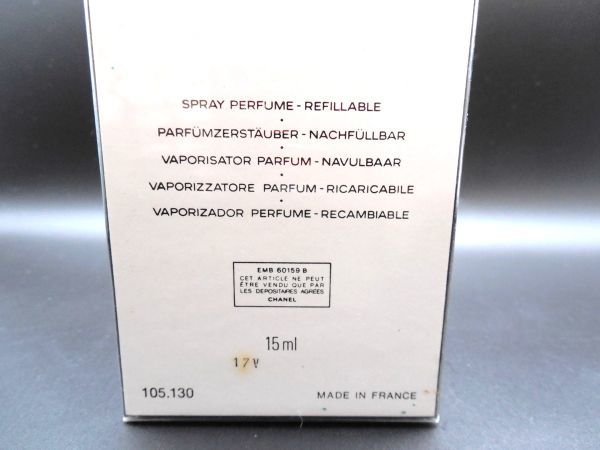 SPRAY PERFUME - REFILLABLE
•
PARFÜMZERSTÄUBER - NACHFÜLLBAR
•
VAPORISATOR PARFUM - NAVULBAAR
•
VAPORIZZATORE PARFUM - RICARICABILE
•
VAPORIZADOR PERFUME - RECAMBIABLE
EMB 60159 B
CET ARTICLE NE PEUT
ÊTRE VENDU QUE PAR
LES DEPOSITAIRES AGRÉÉS
CHANEL
15 ml
17V
105.130 MADE IN FRANCE